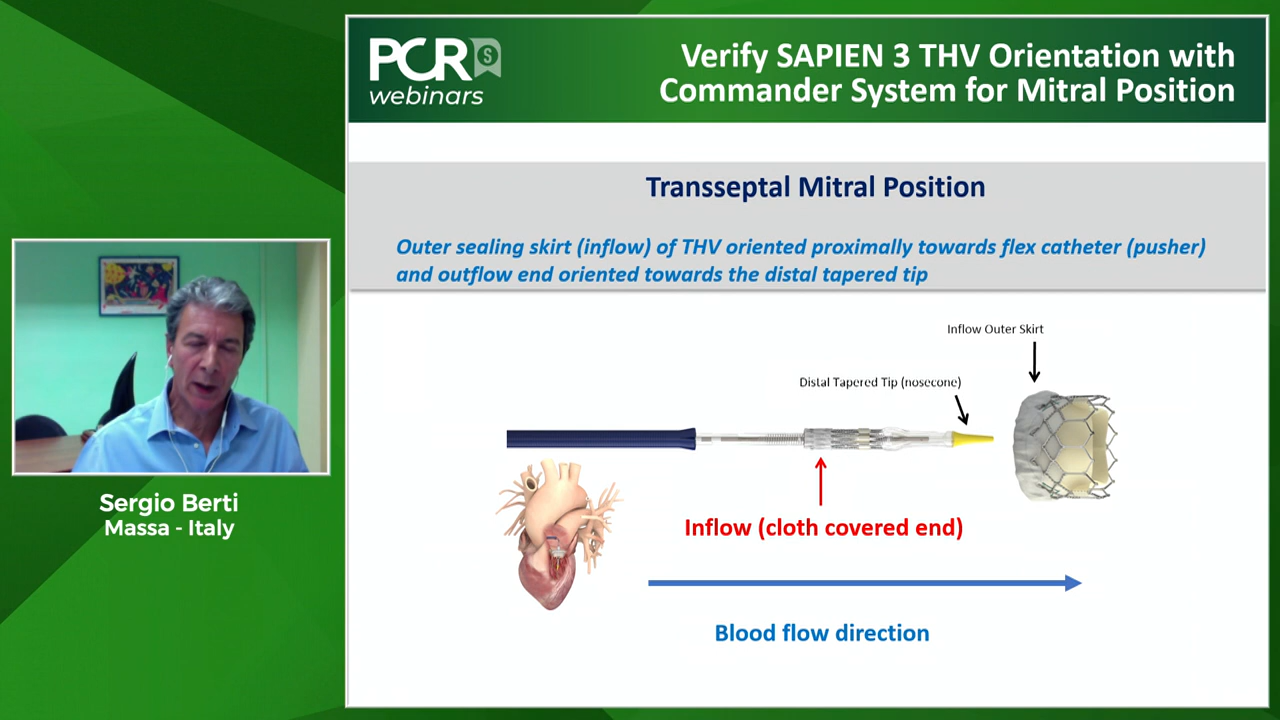 PCR
webinars
Verify SAPIEN 3 THV Orientation with
Commander System for Mitral Position
Transseptal Mitral Position
Outer sealing skirt (inflow) of THV oriented proximally towards flex catheter (pusher)
and outflow end oriented towards the distal tapered tip
Inflow Outer Skirt
Distal Tapered Tip (nosecone)
Inflow (cloth covered end)
Blood flow direction
Sergio Berti
Massa - Italy